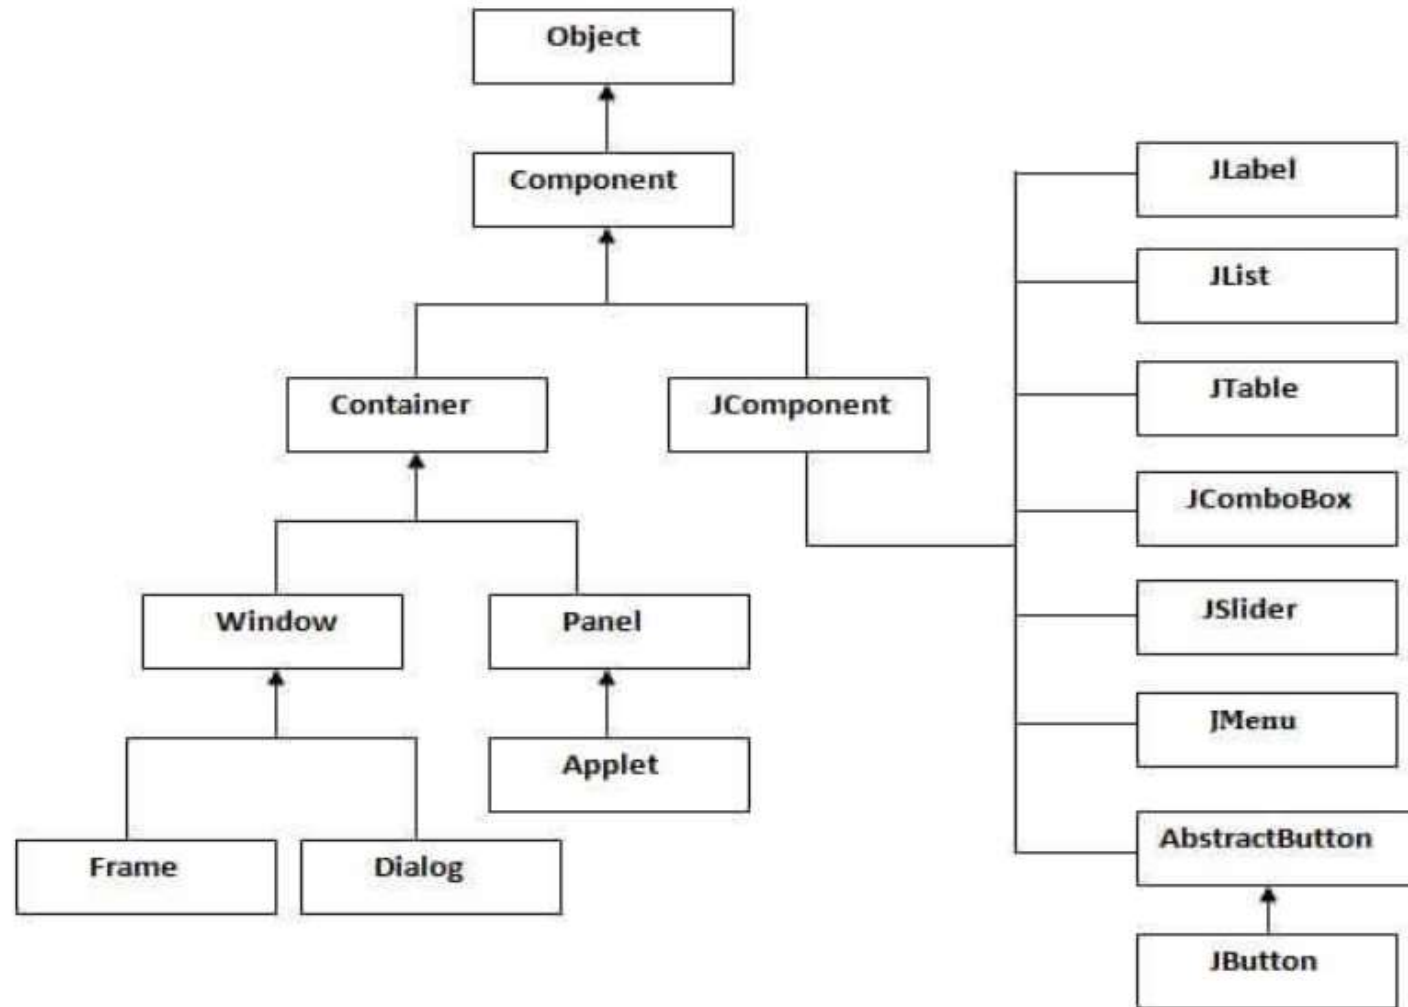 Object
Component
Container
JComponent
Window
Panel
Applet
Frame
Dialog
JLabel
JList
JTable
JComboBox
JSlider
JMenu
AbstractButton
JButton